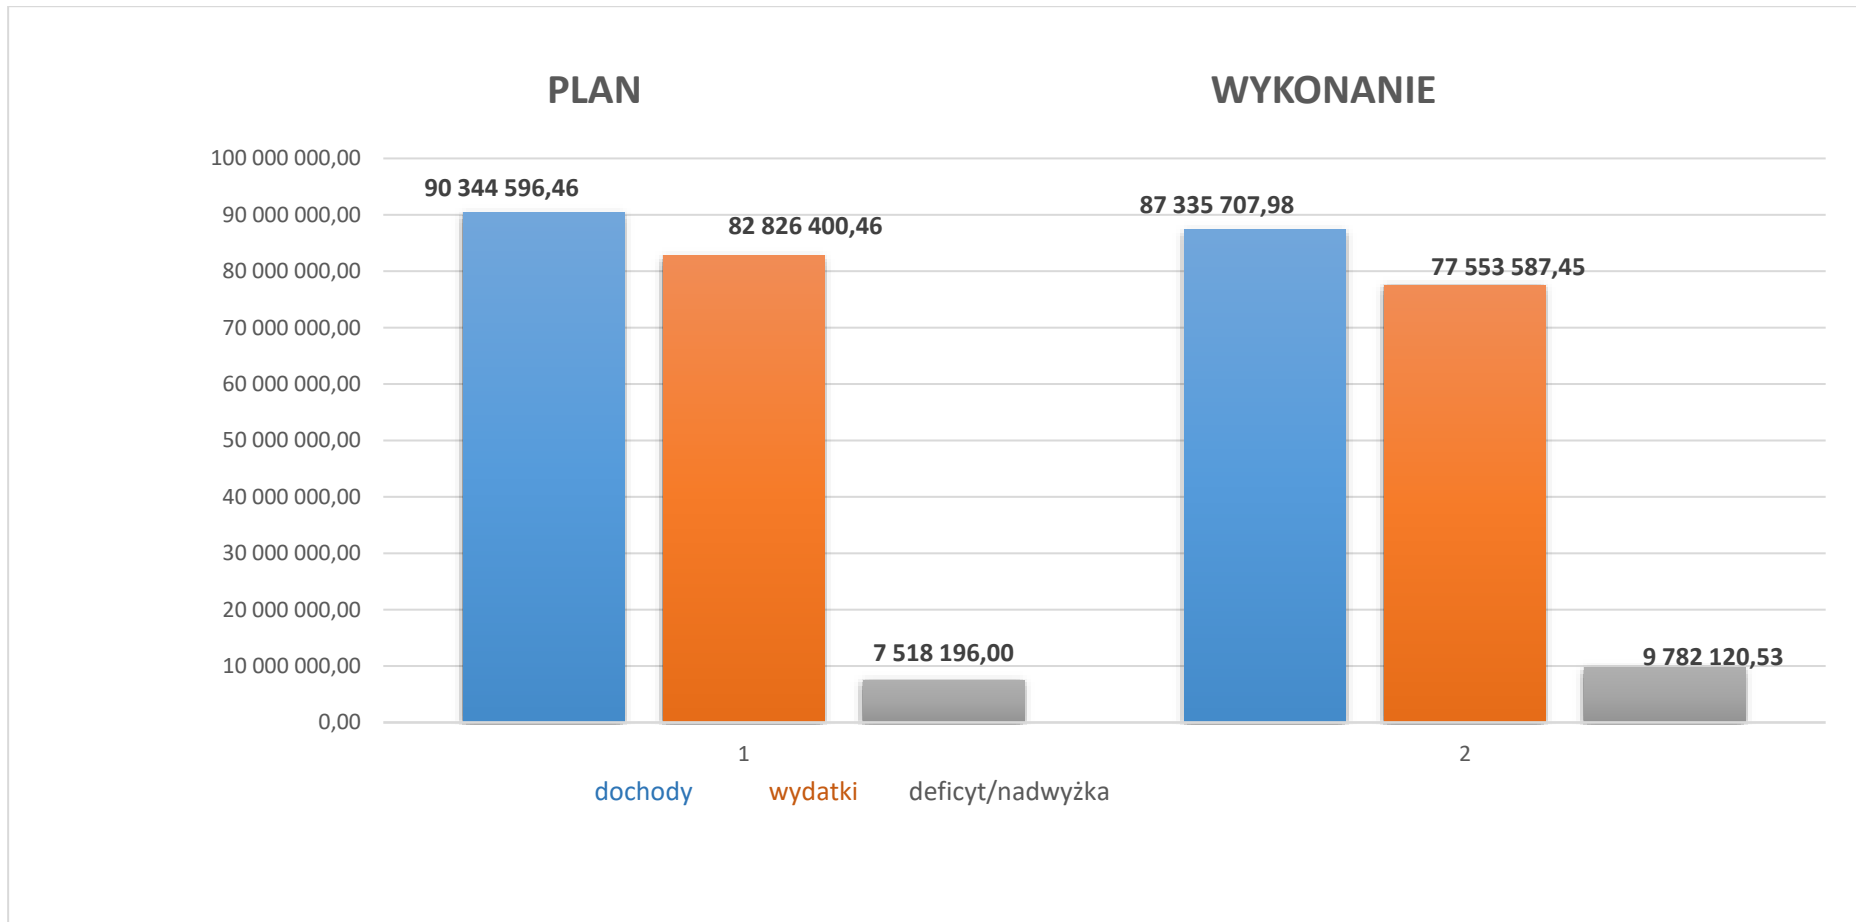 PLAN WYKONANIE
100 000 000,00
90 344 596,46
87 335 707,98
90 000 000,00
82 826 400,46
80 000 000,00
77 553 587,45
70 000 000,00
60 000 000,00
50 000 000,00
40 000 000,00
30 000 000,00
20 000 000,00
7 518 196,00
9 782 120,53
10 000 000,00
0,00
1 2
dochody wydatki deficyt/nadwyżka